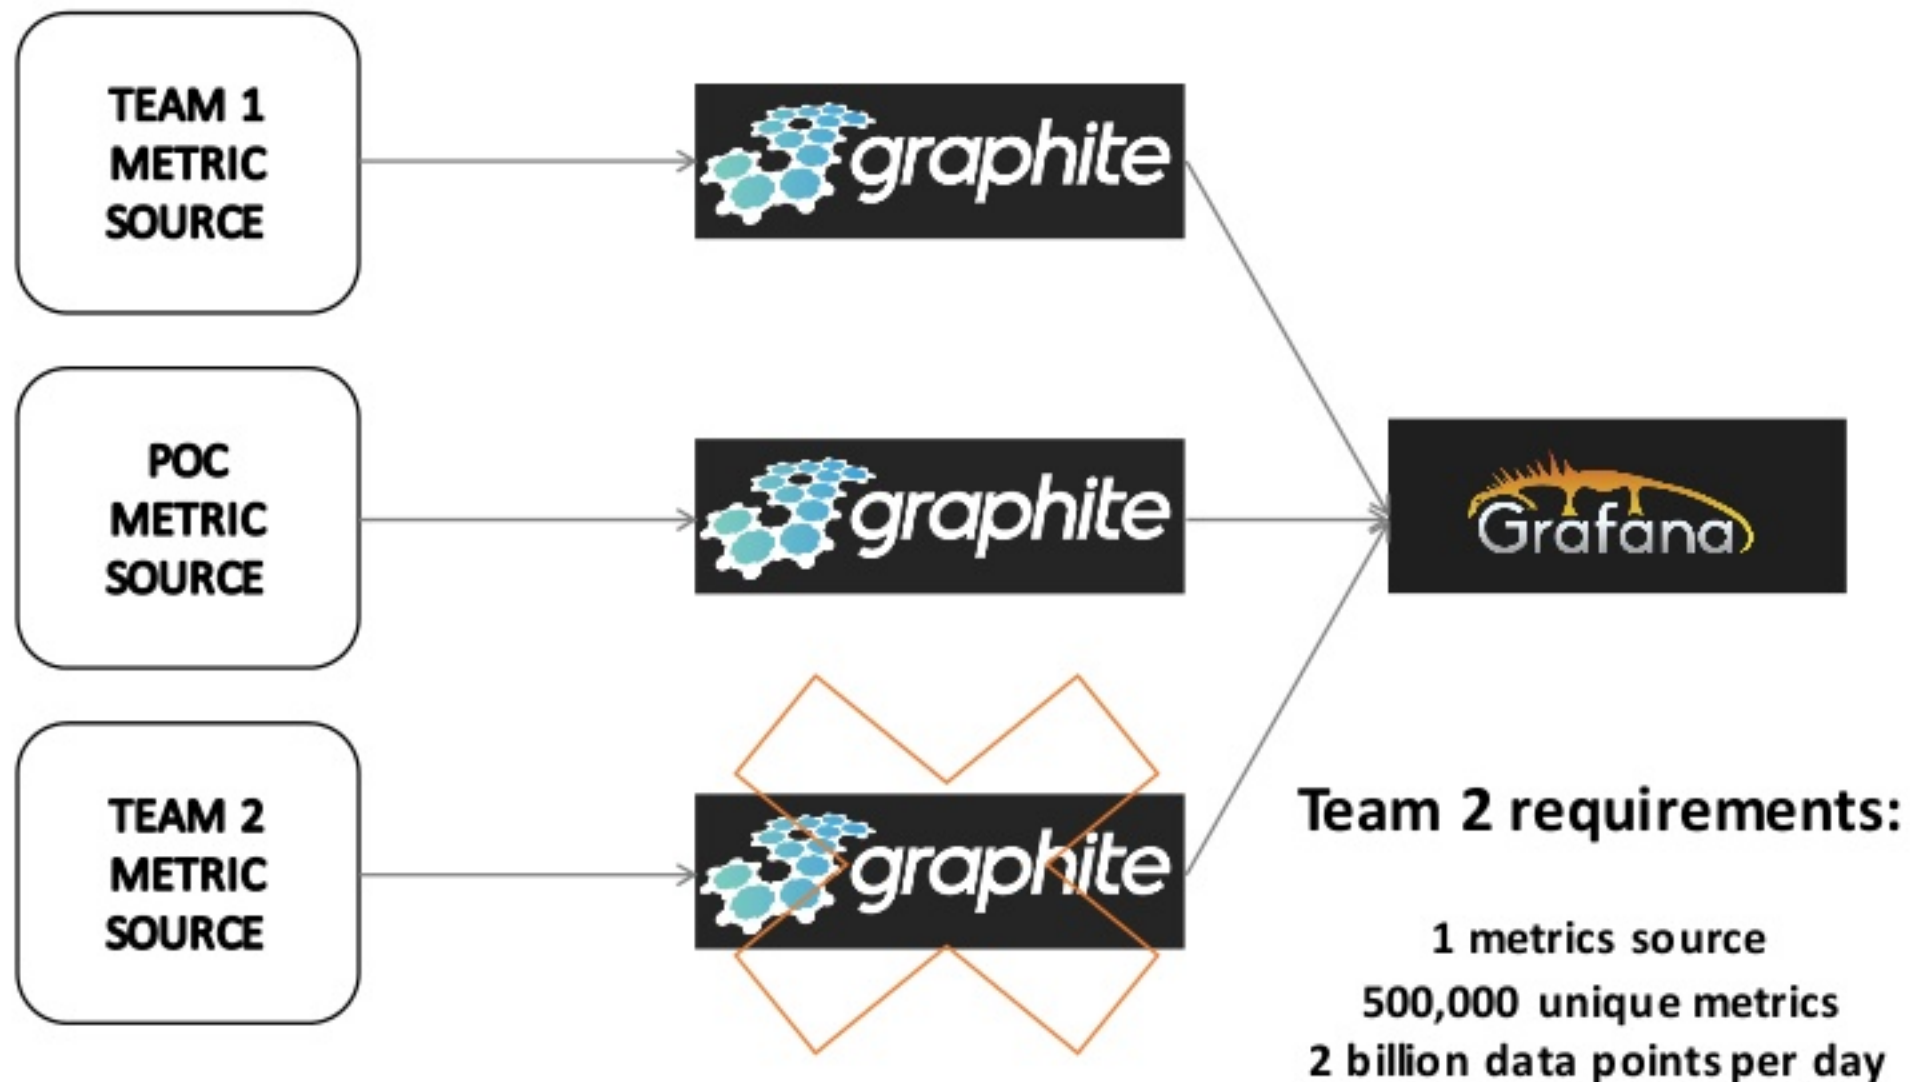 TEAM 1
METRIC
SOURCE
graphite
POC
METRIC
SOURCE
graphite
Grafana
TEAM 2
METRIC
SOURCE
graphite
Team 2 requirements:
1 metrics source
500,000 unique metrics
2 billion data points per day